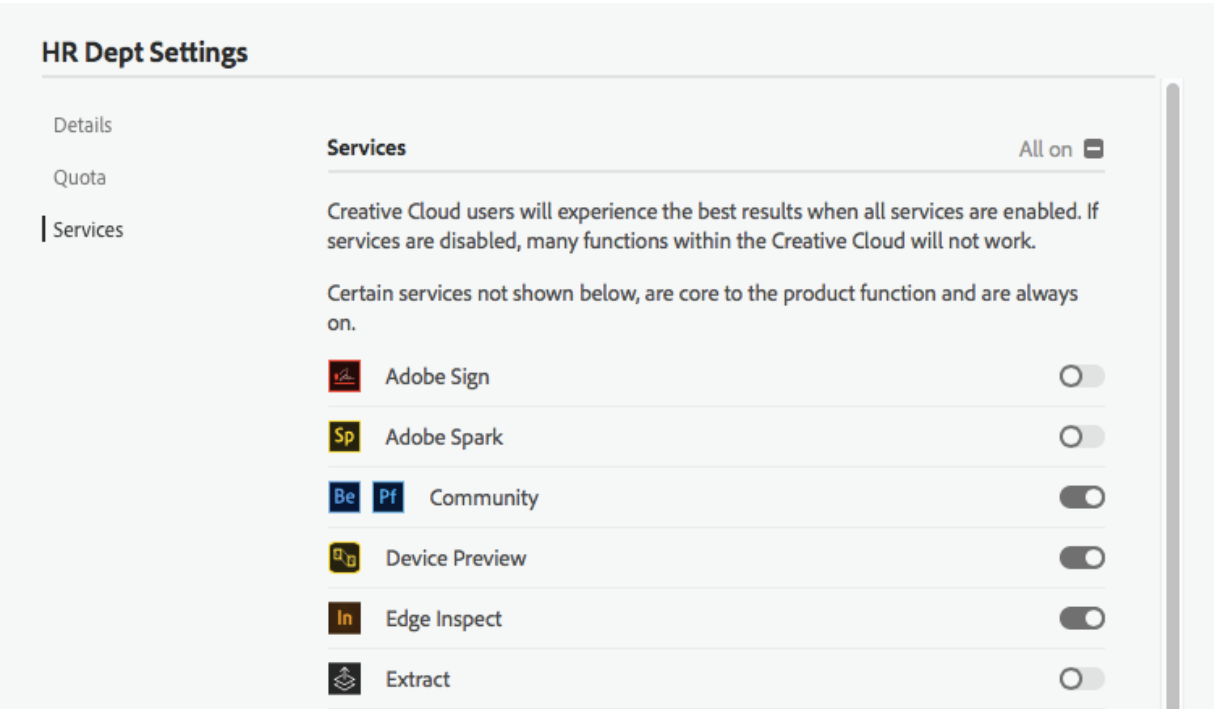 HR Dept Settings
Details
Quota
Services
Services All on
Creative Cloud users will experience the best results when all services are enabled. If
services are disabled, many functions within the Creative Cloud will not work.
Certain services not shown below, are core to the product function and are always
on.
Adobe Sign
Sp Adobe Spark
Be Pf Community
Device Preview
In Edge Inspect
Extract